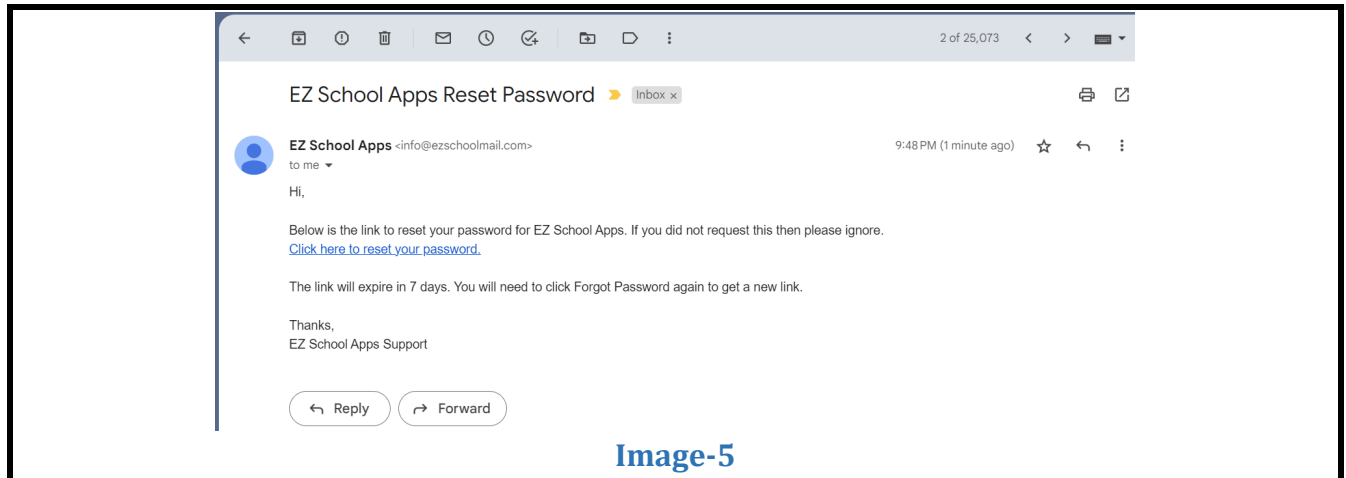 2 of 25,073
EZ School Apps Reset Password Inbox x
EZ School Apps <info@ezschoolmail.com> 9:48 PM (1 minute ago)
to me
Hi,
Below is the link to reset your password for EZ School Apps. If you did not request this then please ignore.
Click here to reset your password.
The link will expire in 7 days. You will need to click Forgot Password again to get a new link.
Thanks,
EZ School Apps Support
Reply Forward
Image-5